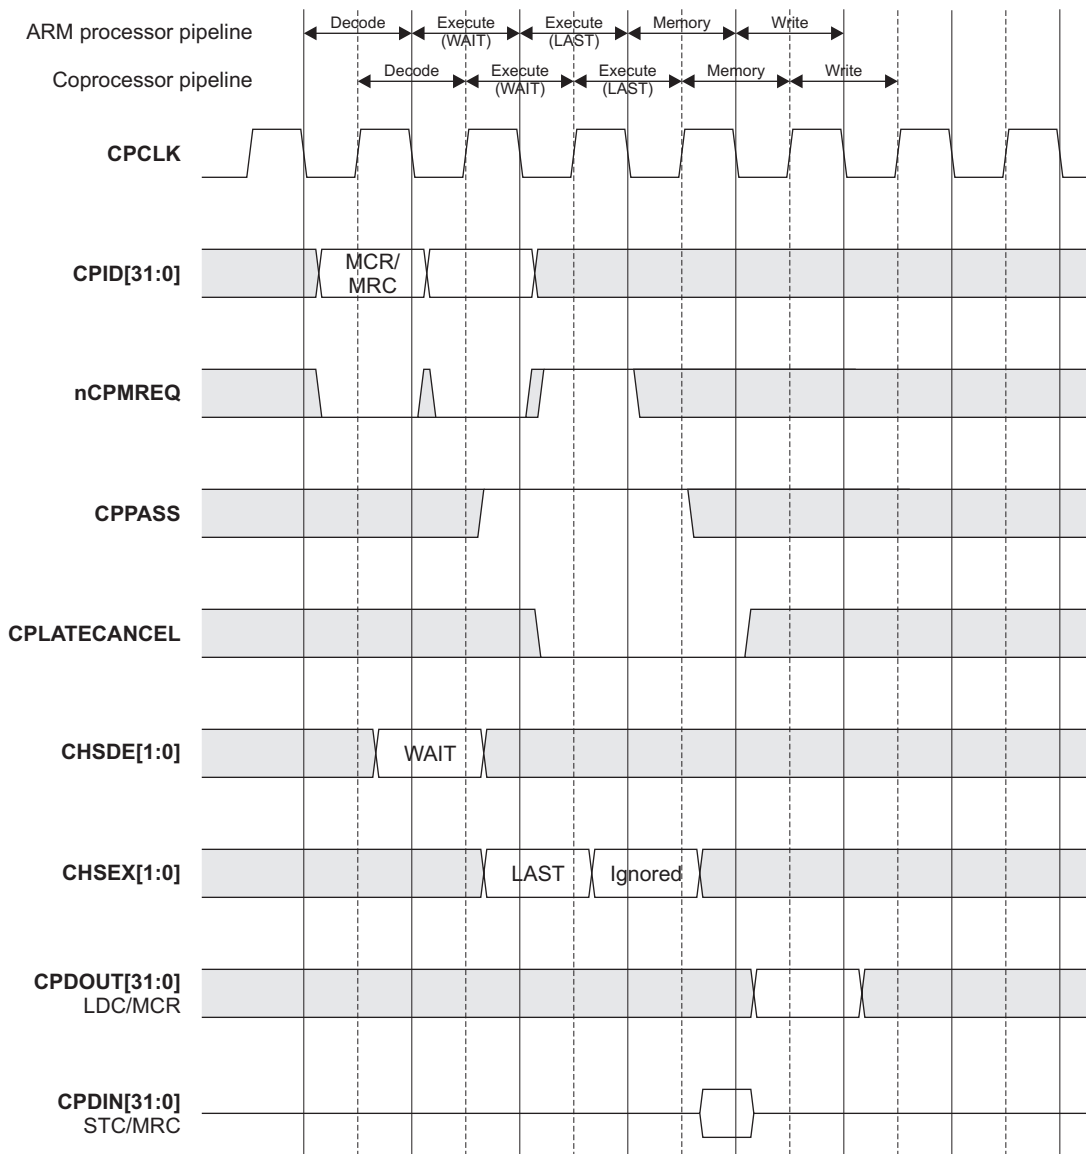 ARM processor pipeline
Decode
Execute
(WAIT)
Execute
(LAST)
Memory
Write
Coprocessor pipeline
Decode
Execute
(WAIT)
Execute
(LAST)
Memory
Write
CPCLK
CPID[31:0]
MCR/
MRC
nCPMREQ
CPPASS
CPLATECANCEL
CHSDE[1:0]
WAIT
CHSEX[1:0]
LAST
Ignored
CPDOUT[31:0]
LDC/MCR
CPDIN[31:0]
STC/MRC